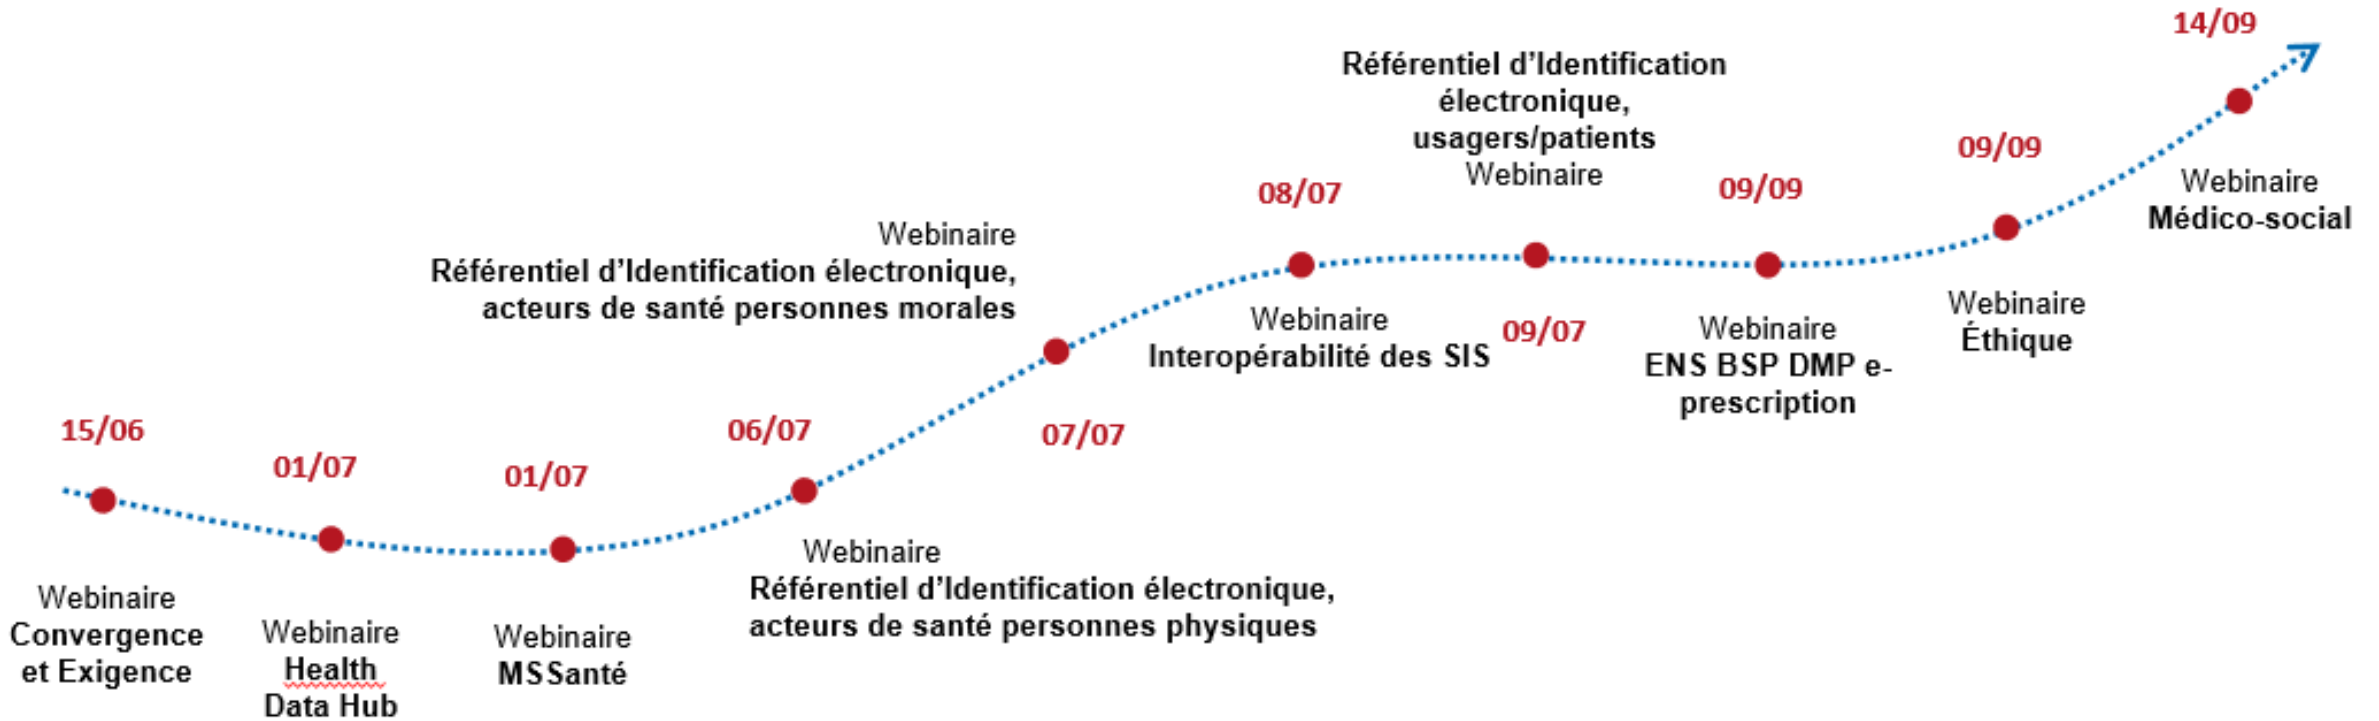 15/06
Webinaire
Convergence
et Exigence
01/07
Webinaire
Health
Data Hub
01/07
Webinaire
MSSanté
06/07
Webinaire
Référentiel d’Identification électronique,
acteurs de santé personnes physiques
Webinaire
Référentiel d’Identification électronique,
acteurs de santé personnes morales
07/07
08/07
Webinaire
Interopérabilité des SIS
Référentiel d’Identification
électronique,
usagers/patients
Webinaire
09/07
09/09
Webinaire
ENS BSP DMP e-
prescription
09/09
Webinaire
Éthique
14/09
Webinaire
Médico-social